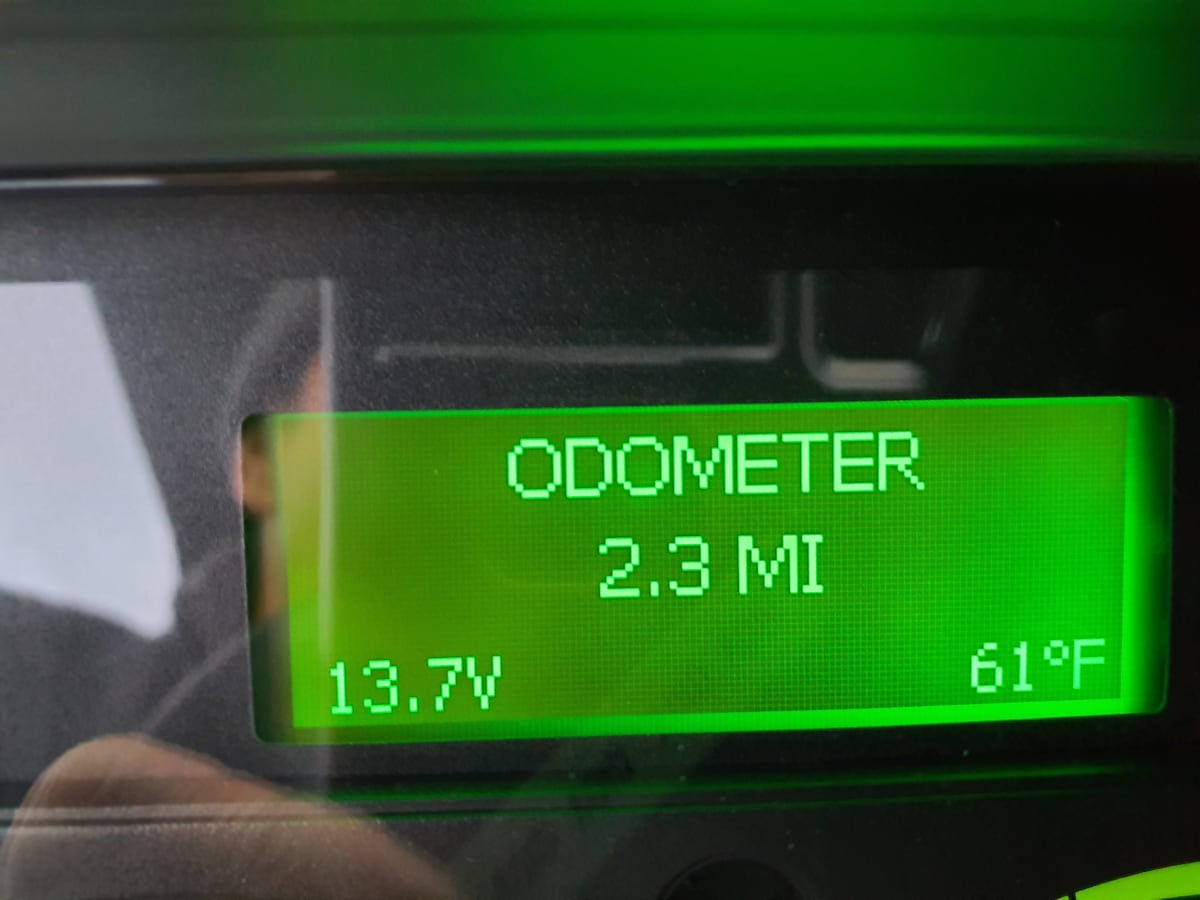 ODOMETER
2.3 MI
13.7V 61°F